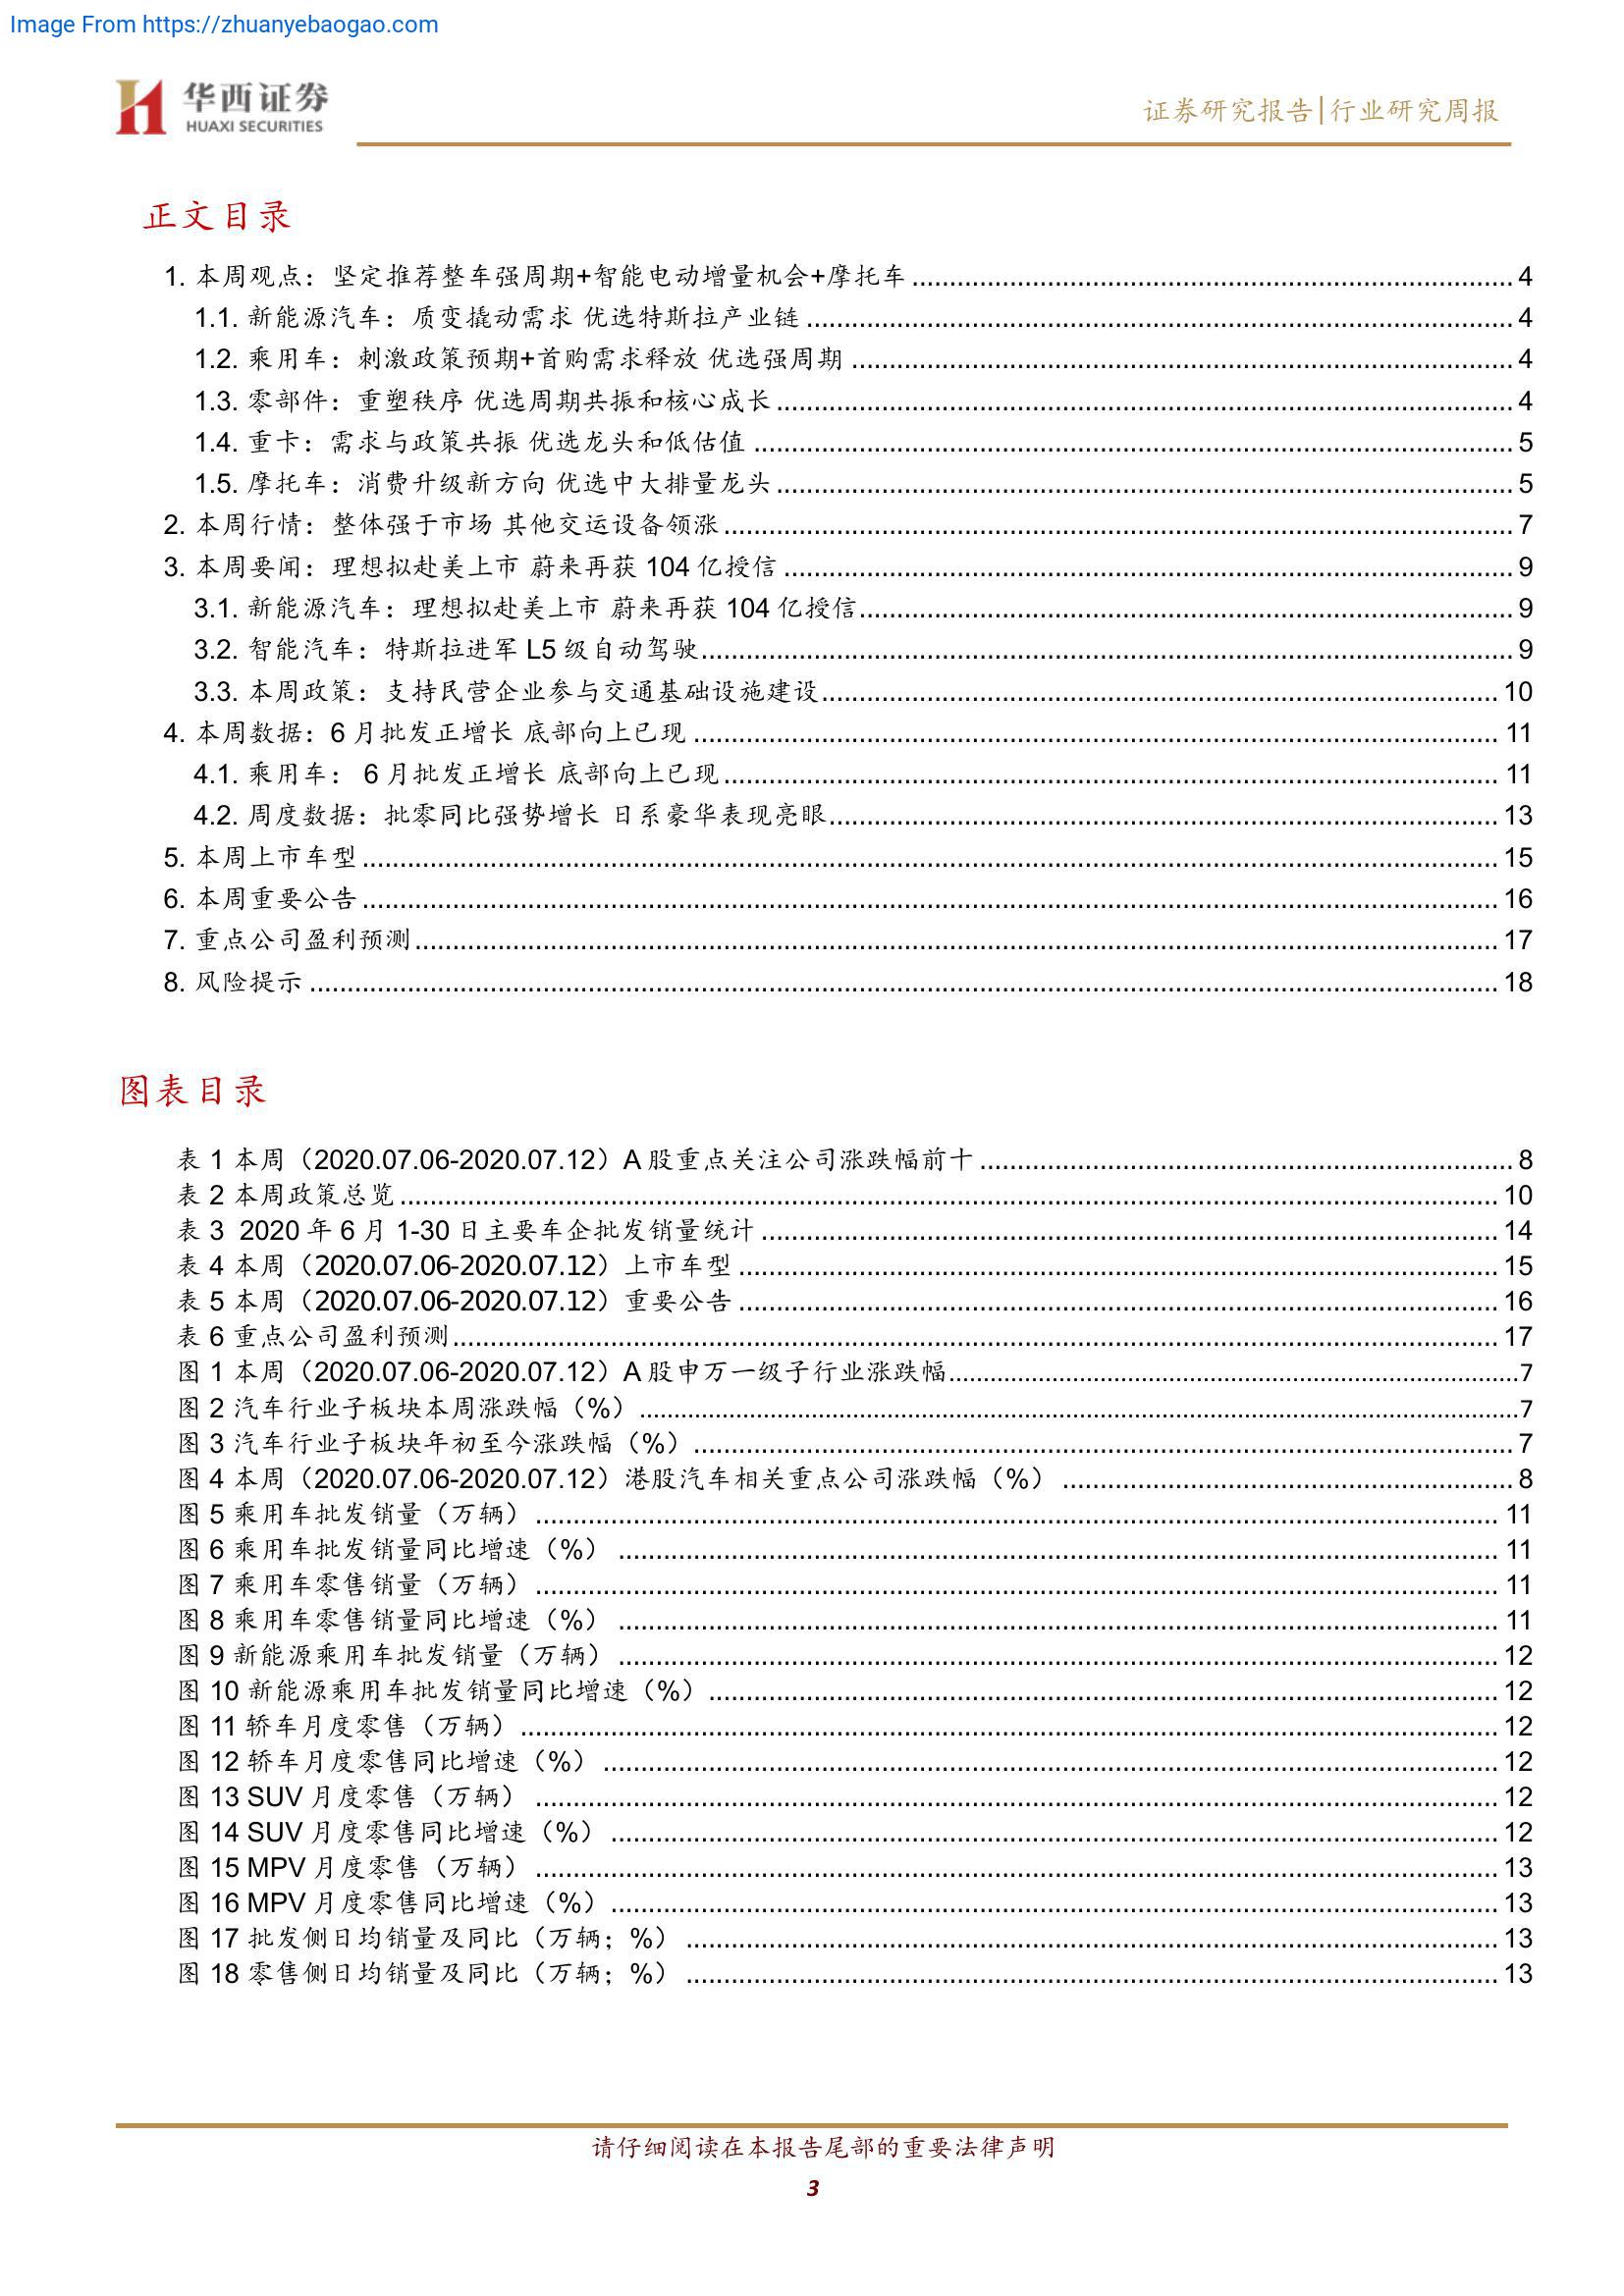 Image From https://zhuanyebaogao.com
华西证券
HUAXI SECURITIES
证券研究报告|行业研究周报
正文目录
1. 本周观点：坚定推荐整车强周期+智能电动增量机会+摩托车 4
1.1. 新能源汽车：质变撬动需求 优选特斯拉产业链 4
1.2. 乘用车：刺激政策预期+首购需求释放 优选强周期 4
1.3. 零部件：重塑秩序 优选周期共振和核心成长 4
1.4. 重卡：需求与政策共振 优选龙头和低估值 5
1.5. 摩托车：消费升级新方向 优选中大排量龙头 5
2. 本周行情：整体强于市场 其他交运设备领涨 7
3. 本周要闻：理想拟赴美上市 蔚来再获 104 亿授信 9
3.1. 新能源汽车：理想拟赴美上市 蔚来再获 104 亿授信 9
3.2. 智能汽车：特斯拉进军 L5 级自动驾驶 9
3.3. 本周政策：支持民营企业参与交通基础设施建设 10
4. 本周数据：6 月批发正增长 底部向上已现 11
4.1. 乘用车： 6 月批发正增长 底部向上已现 11
4.2. 周度数据：批零同比强势增长 日系豪华表现亮眼 13
5. 本周上市车型 15
6. 本周重要公告 16
7. 重点公司盈利预测 17
8. 风险提示 18
图表目录
表 1 本周（2020.07.06-2020.07.12）A 股重点关注公司涨跌幅前十 8
表 2 本周政策总览 10
表 3 2020 年 6 月 1-30 日主要车企批发销量统计 14
表 4 本周（2020.07.06-2020.07.12）上市车型 15
表 5 本周（2020.07.06-2020.07.12）重要公告 16
表 6 重点公司盈利预测 17
图 1 本周（2020.07.06-2020.07.12）A 股申万一级子行业涨跌幅 7
图 2 汽车行业子板块本周涨跌幅（%） 7
图 3 汽车行业子板块年初至今涨跌幅（%） 7
图 4 本周（2020.07.06-2020.07.12）港股汽车相关重点公司涨跌幅（%） 8
图 5 乘用车批发销量（万辆） 11
图 6 乘用车批发销量同比增速（%） 11
图 7 乘用车零售销量（万辆） 11
图 8 乘用车零售销量同比增速（%） 11
图 9 新能源乘用车批发销量（万辆） 12
图 10 新能源乘用车批发销量同比增速（%） 12
图 11 轿车月度零售（万辆） 12
图 12 轿车月度零售同比增速（%） 12
图 13 SUV 月度零售（万辆） 12
图 14 SUV 月度零售同比增速（%） 12
图 15 MPV 月度零售（万辆） 13
图 16 MPV 月度零售同比增速（%） 13
图 17 批发侧日均销量及同比（万辆；%） 13
图 18 零售侧日均销量及同比（万辆；%） 13
请仔细阅读在本报告尾部的重要法律声明
3